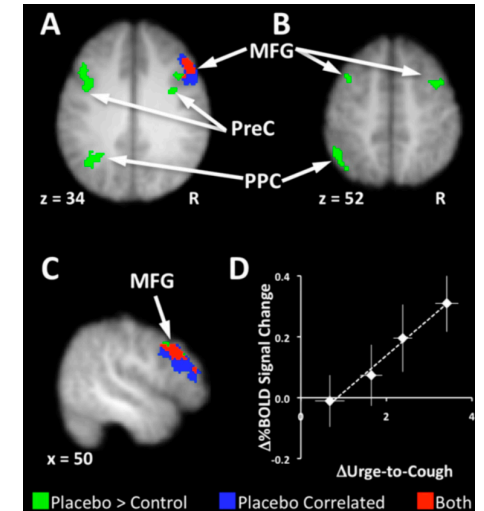 A
B
MFG
PreC
PPC
z = 34
R
z = 52
R
C
D
MFG
x = 50
Δ%BOLD Signal Change
0.4
0.2
0.0
-0.2
0
2
4
ΔUrge-to-Cough
Placebo > Control
Placebo Correlated
Both